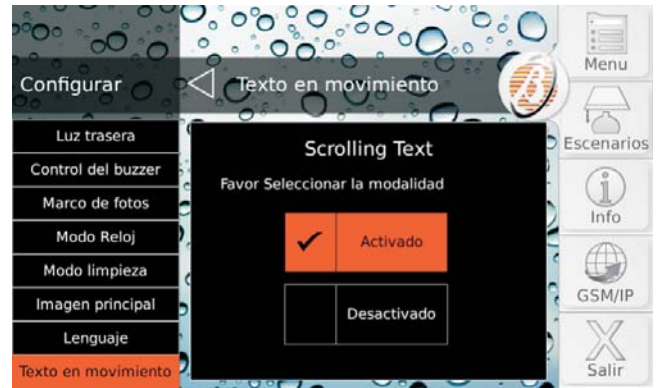 Configurar
Texto en movimiento
Luz trasera
Control del buzzer
Marco de fotos
Modo Reloj
Modo limpieza
Imagen principal
Lenguaje
Texto en movimiento
Scrolling Text
Favor Seleccionar la modalidad
Activado
Desactivado
Menu
Escenarios
Info
GSM/IP
Salir